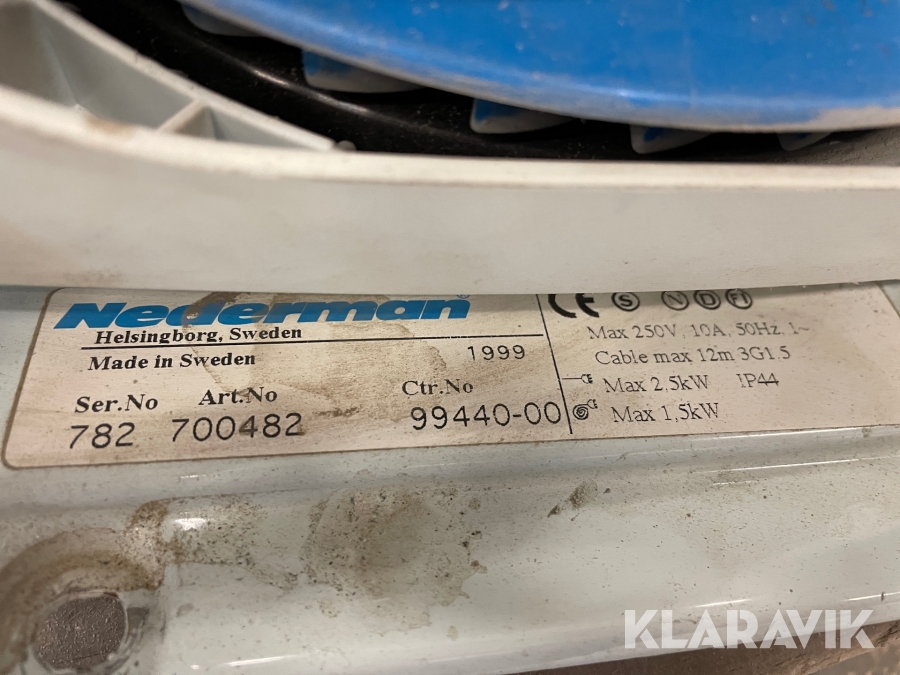 Nederman
Helsingborg, Sweden
Made in Sweden 1999
Ser.No Art.No Ctr.No
782 700482 99440-00
CE S N D FI
Max 250V 10A, 50Hz, 1~
Cable max 12m 3G1.5
Max 2,5kW IP44
Max 1,5kW
KLARAVIK